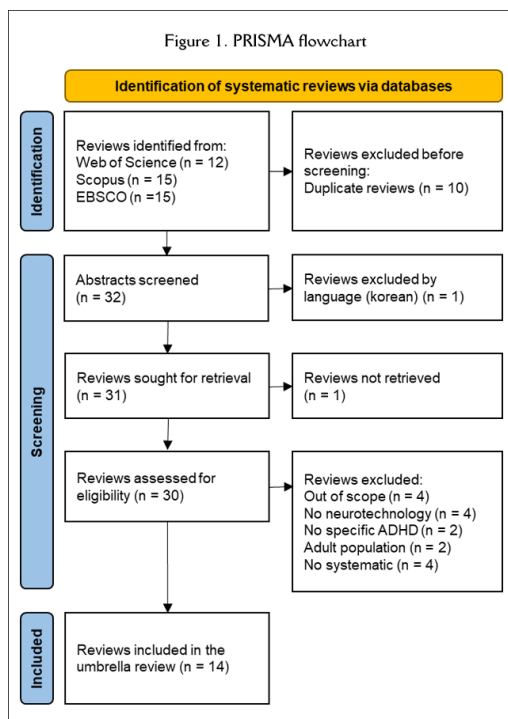 Figure 1. PRISMA flowchart
Identification of systematic reviews via databases
Identification
Reviews identified from:
Web of Science (n = 12)
Scopus (n = 15)
EBSCO (n =15)
Reviews excluded before
screening:
Duplicate reviews (n = 10)
Screening
Abstracts screened
(n = 32)
Reviews excluded by
language (korean) (n = 1)
Reviews sought for retrieval
(n = 31)
Reviews not retrieved
(n = 1)
Reviews assessed for
eligibility (n = 30)
Reviews excluded:
Out of scope (n = 4)
No neurotechnology (n = 4)
No specific ADHD (n = 2)
Adult population (n = 2)
No systematic (n = 4)
Included
Reviews included in the
umbrella review (n = 14)